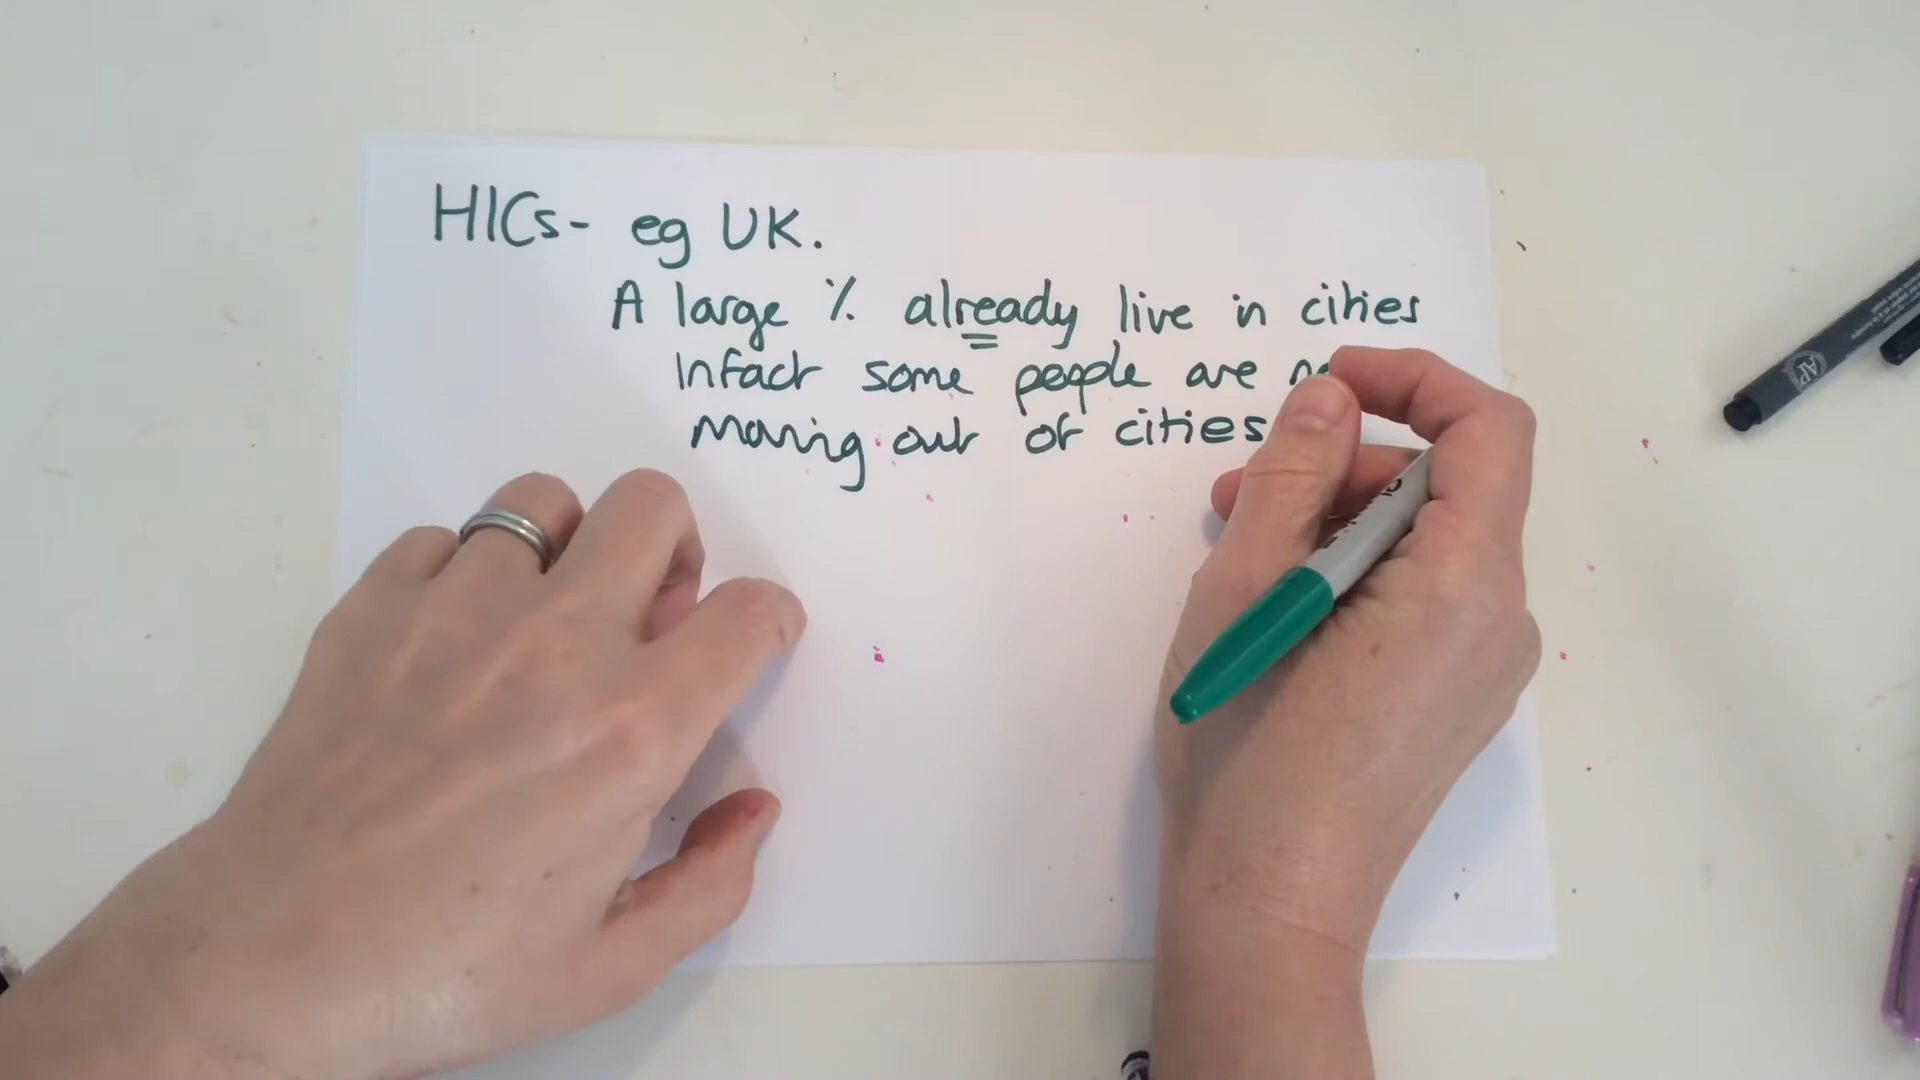 HICs - eg UK.
A large % already live in cities
Infact some people are
moving out of cities